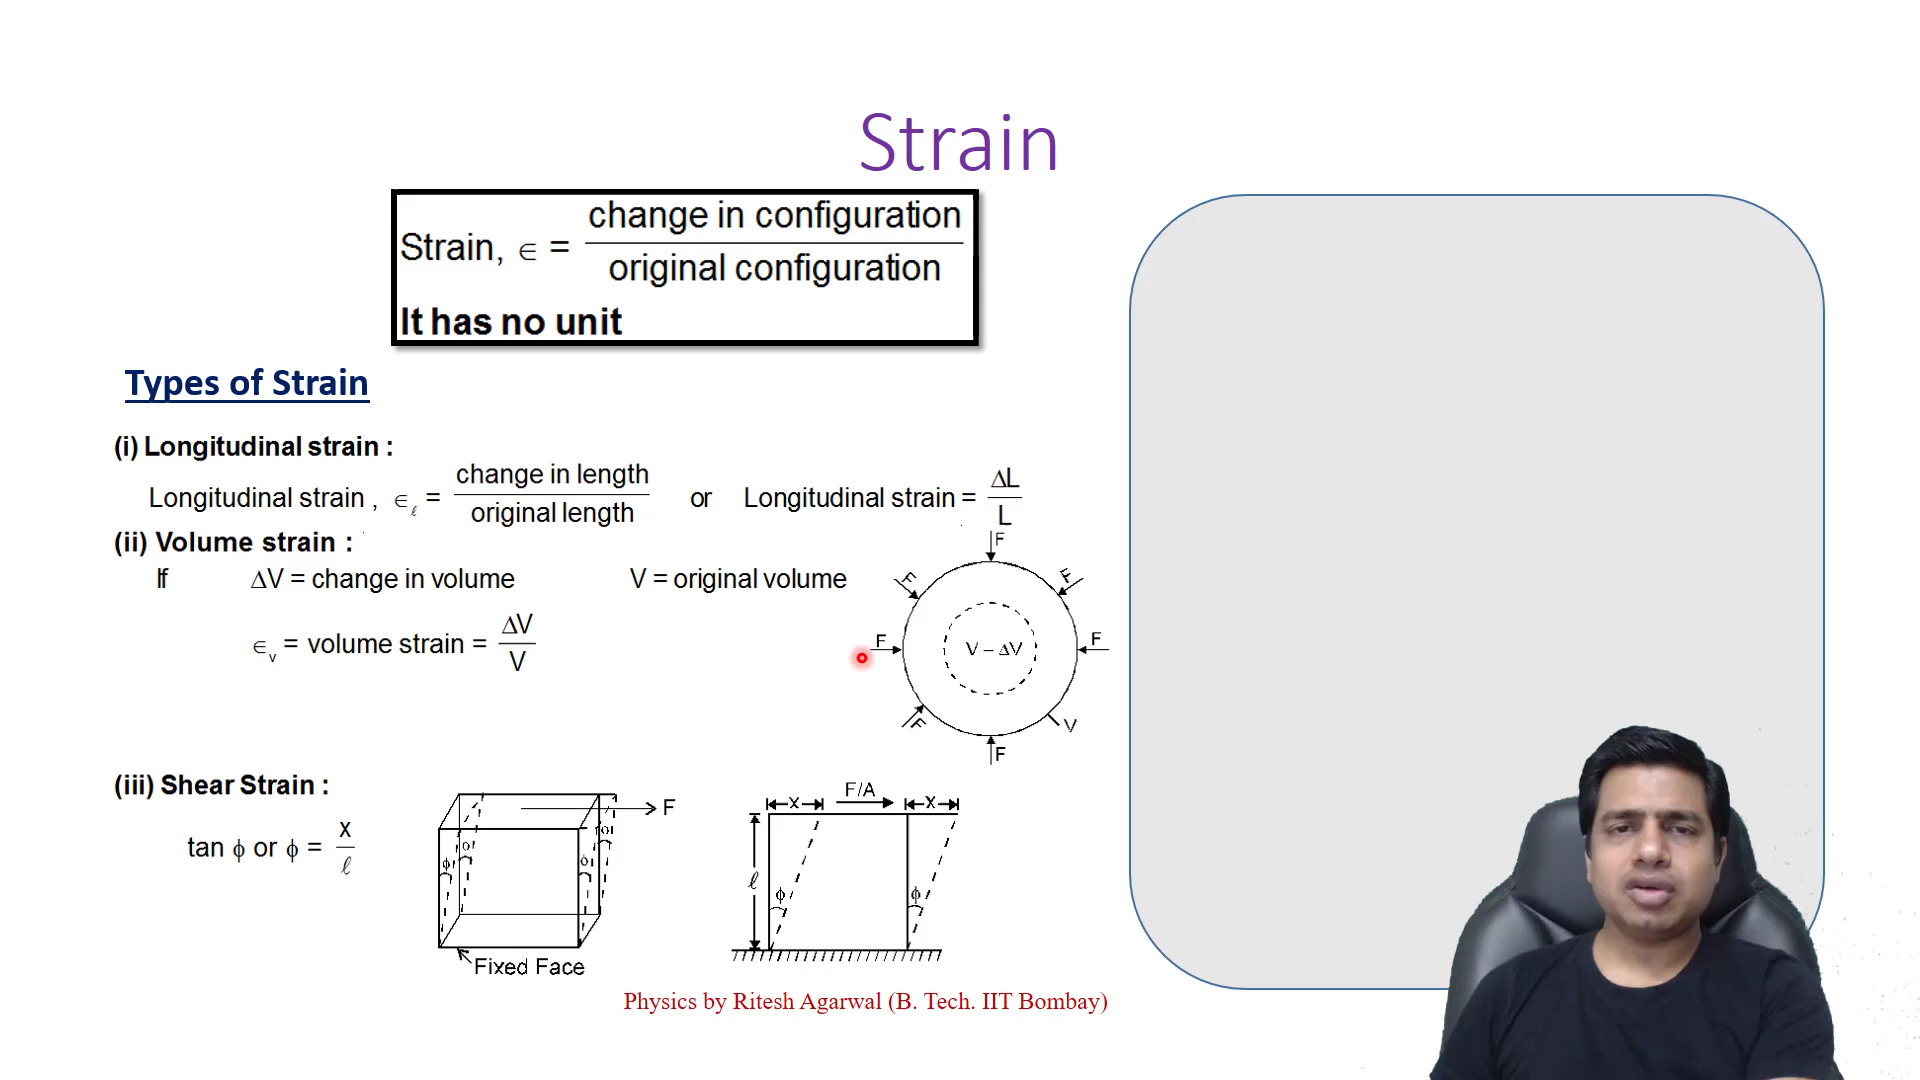 Strain
Strain, ∈ = change in configuration / original configuration
It has no unit
Types of Strain
(i) Longitudinal strain :
Longitudinal strain , ∈ℓ = change in length / original length or Longitudinal strain = ΔL / L
(ii) Volume strain :
If ΔV = change in volume V = original volume
∈v = volume strain = ΔV / V
F
F
F
F
V – ΔV
F
F
V
F
(iii) Shear Strain :
tan ϕ or ϕ = x / ℓ
F
ϕ
ϕ
ϕ
ϕ
Fixed Face
F/A
x
x
ℓ
ϕ
ϕ
Physics by Ritesh Agarwal (B. Tech. IIT Bombay)